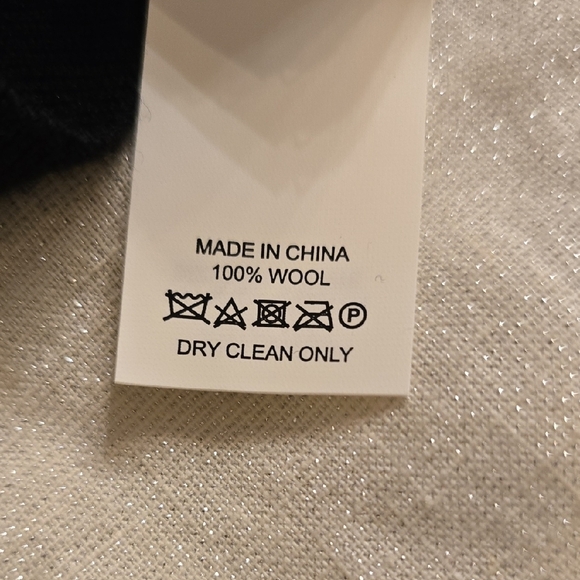 MADE IN CHINA
100% WOOL
P
DRY CLEAN ONLY